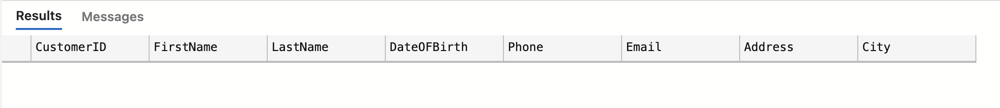 Results Messages
CustomerID FirstName LastName DateOFBirth Phone Email Address City